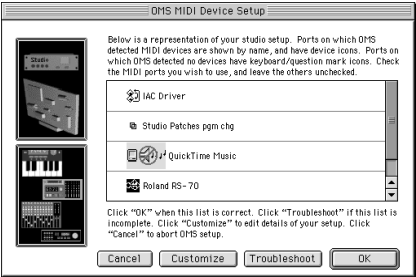 OMS MIDI Device Setup
Below is a representation of your studio setup. Ports on which OMS
detected MIDI devices are shown by name, and have device icons. Ports on
which OMS detected no devices have keyboard/question mark icons. Check
the MIDI ports you wish to use, and leave the others unchecked.
Studio
IAC Driver
Studio Patches pgm chg
QuickTime Music
Roland RS-70
Click "OK" when this list is correct. Click "Troubleshoot" if this list is
incomplete. Click "Customize" to edit details of your setup. Click
"Cancel" to abort OMS setup.
Cancel Customize Troubleshoot OK